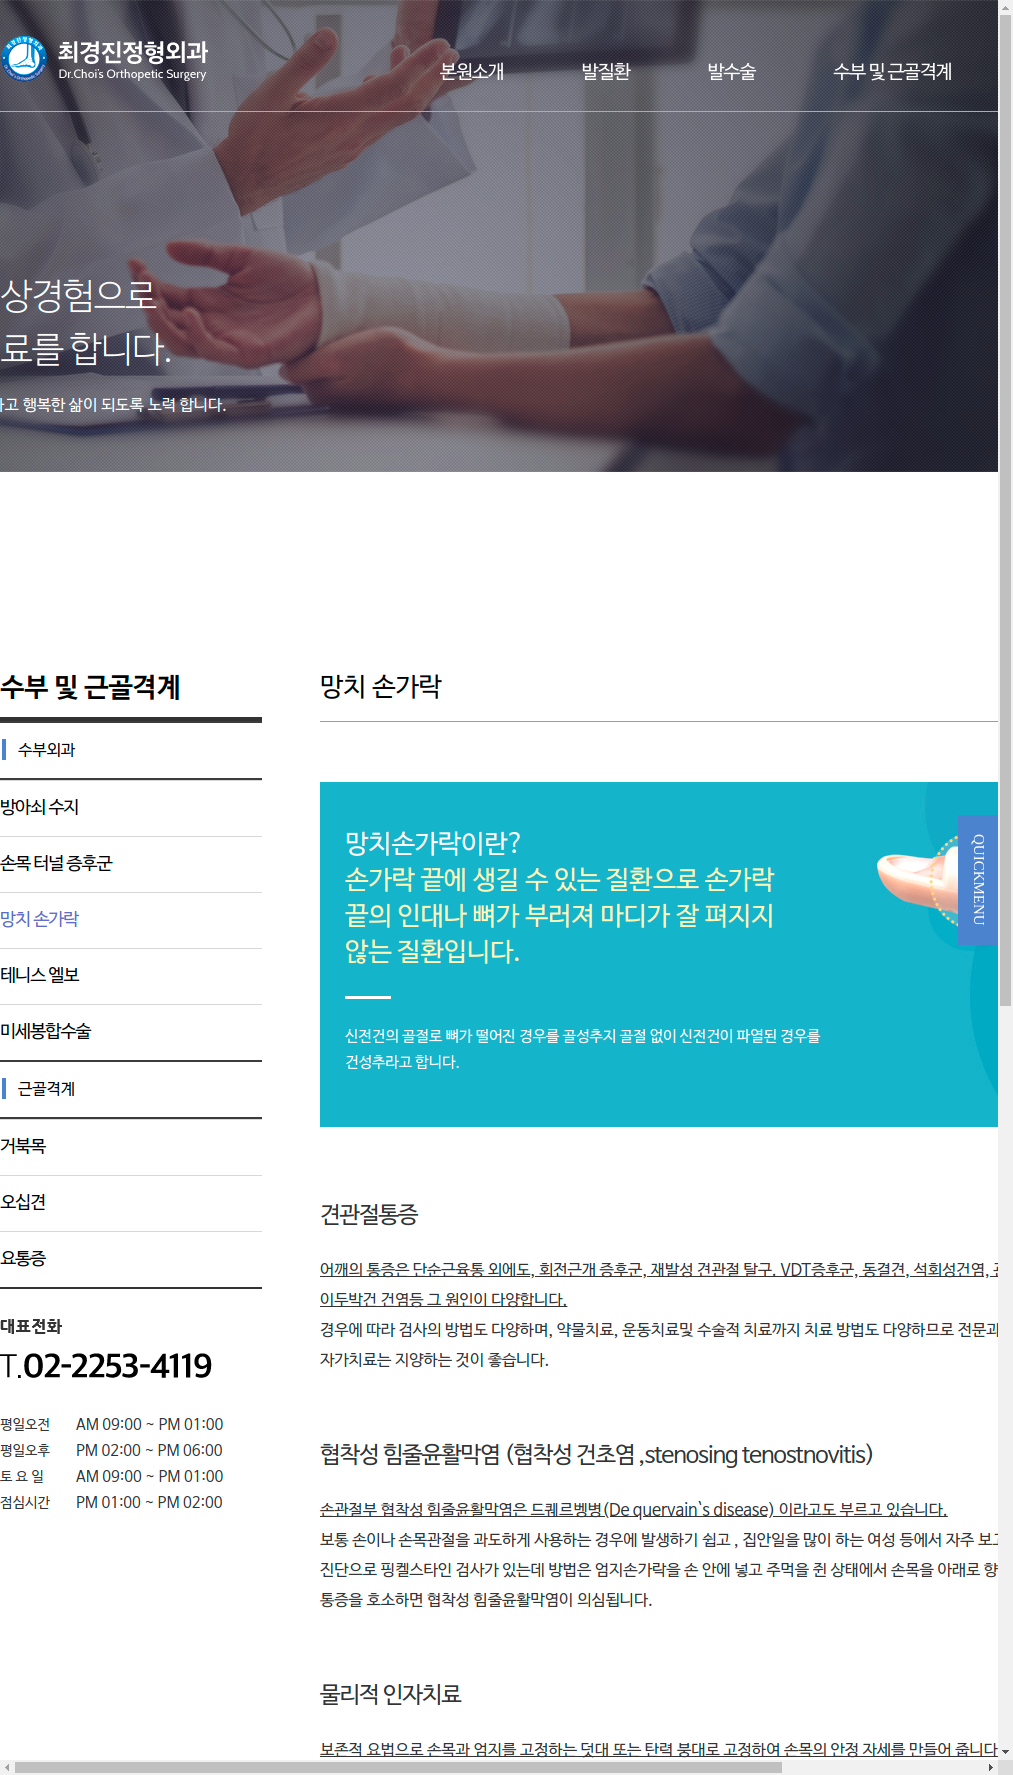 최경진정형외과
Dr.Choi's Orthopetic Surgery
본원소개
발질환
발수술
수부 및 근골격계
상경험으로
료를 합니다.
고 행복한 삶이 되도록 노력 합니다.
수부 및 근골격계
수부외과
방아쇠 수지
손목 터널 증후군
망치 손가락
테니스 엘보
미세봉합수술
근골격계
거북목
오십견
요통증
대표전화
T.02-2253-4119
평일오전 AM 09:00 ~ PM 01:00
평일오후 PM 02:00 ~ PM 06:00
토 요 일 AM 09:00 ~ PM 01:00
점심시간 PM 01:00 ~ PM 02:00
망치 손가락
망치손가락이란?
손가락 끝에 생길 수 있는 질환으로 손가락
끝의 인대나 뼈가 부러져 마디가 잘 펴지지
않는 질환입니다.
신전건의 골절로 뼈가 떨어진 경우를 골성추지 골절 없이 신전건이 파열된 경우를
건성추라고 합니다.
QUICKMENU
견관절통증
어깨의 통증은 단순근육통 외에도, 회전근개 증후군, 재발성 견관절 탈구. VDT증후군, 동결견, 석회성건염,
이두박건 건염등 그 원인이 다양합니다.
경우에 따라 검사의 방법도 다양하며, 약물치료, 운동치료및 수술적 치료까지 치료 방법도 다양하므로 전문과
자가치료는 지양하는 것이 좋습니다.
협착성 힘줄윤활막염 (협착성 건초염 ,stenosing tenostnovitis)
손관절부 협착성 힘줄윤활막염은 드퀘르벵병(De quervain`s disease) 이라고도 부르고 있습니다.
보통 손이나 손목관절을 과도하게 사용하는 경우에 발생하기 쉽고 , 집안일을 많이 하는 여성 등에서 자주 보고
진단으로 핑켈스타인 검사가 있는데 방법은 엄지손가락을 손 안에 넣고 주먹을 쥔 상태에서 손목을 아래로 향
통증을 호소하면 협착성 힘줄윤활막염이 의심됩니다.
물리적 인자치료
보존적 요법으로 손목과 엄지를 고정하는 덧대 또는 탄력 붕대로 고정하여 손목의 안정 자세를 만들어 줍니다